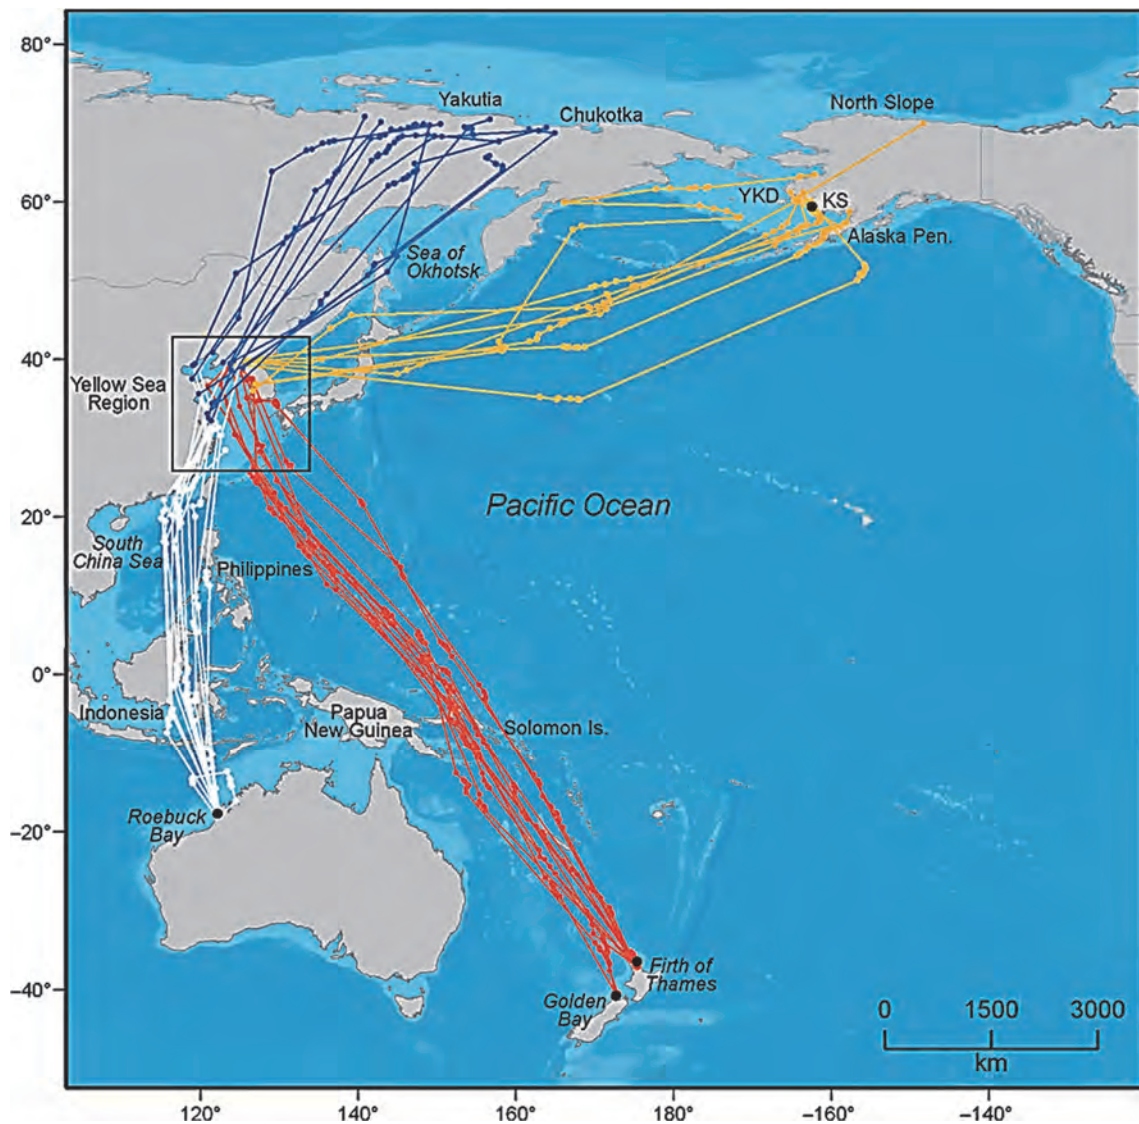 80°
North Slope
Yakutia
Chukotka
60°
YKD
KS
Alaska Pen.
Sea of
Okhotsk
40°
Yellow Sea
Region
Pacific Ocean
20°
South
China Sea
Philippines
0°
Indonesia
Papua
New Guinea
Solomon Is.
Roebuck
Bay
–20°
Firth of
Thames
–40°
Golden
Bay
0 1500 3000
km
120° 140° 160° 180° –160° –140°